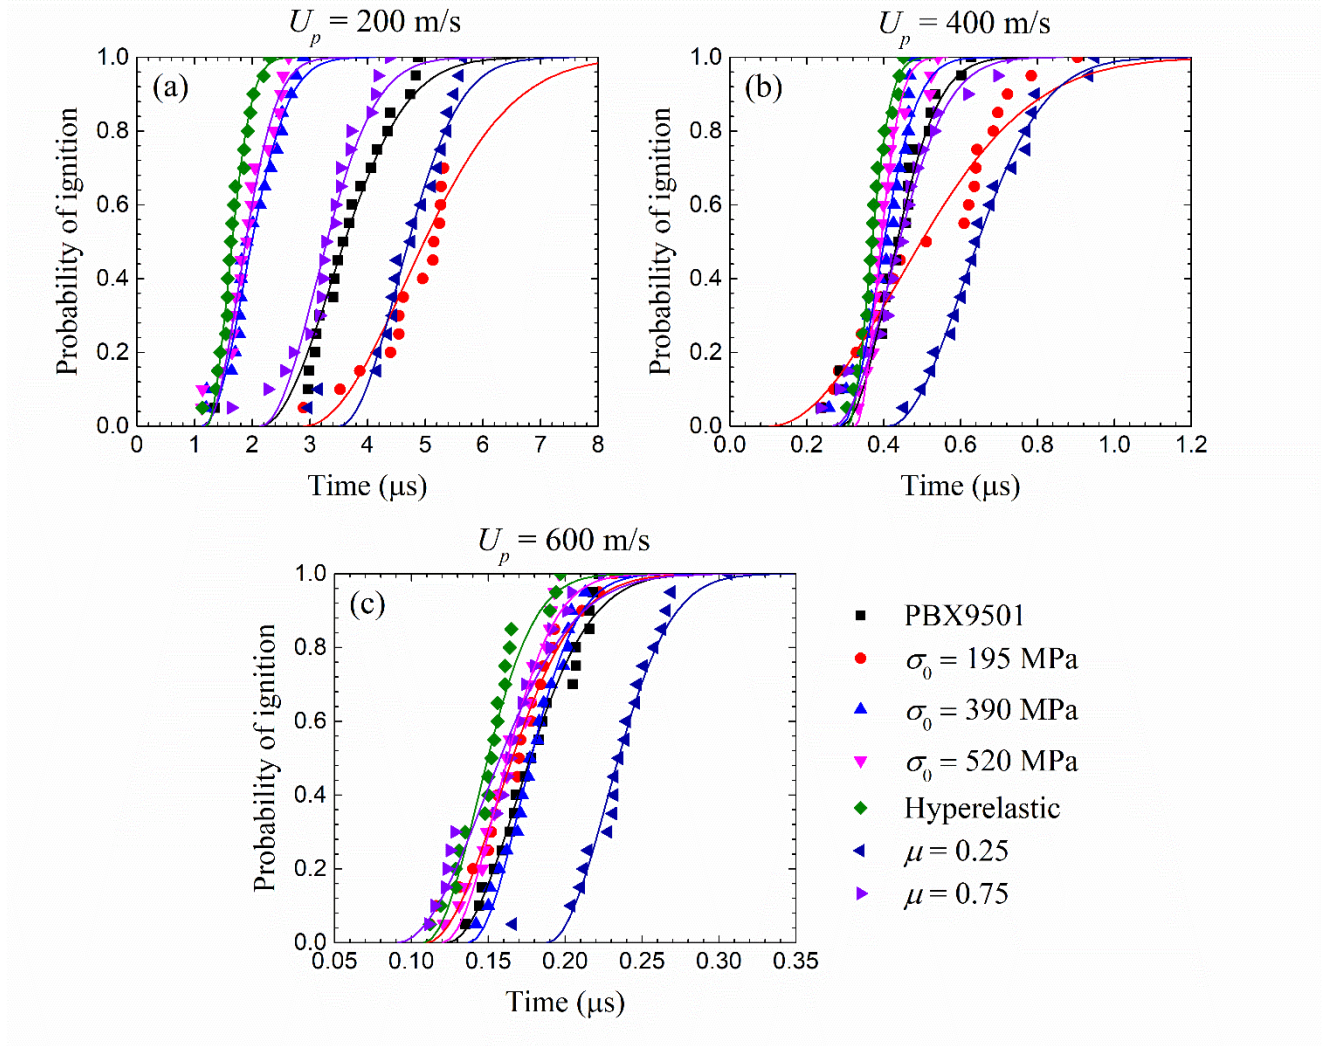 U_p = 200 m/s
(a)
Probability of ignition
1.0
0.8
0.6
0.4
0.2
0.0
0 1 2 3 4 5 6 7 8
Time (μs)
U_p = 400 m/s
(b)
Probability of ignition
1.0
0.8
0.6
0.4
0.2
0.0
0.0 0.2 0.4 0.6 0.8 1.0 1.2
Time (μs)
U_p = 600 m/s
(c)
Probability of ignition
1.0
0.8
0.6
0.4
0.2
0.0
0.05 0.10 0.15 0.20 0.25 0.30 0.35
Time (μs)
PBX9501
σ₀ = 195 MPa
σ₀ = 390 MPa
σ₀ = 520 MPa
Hyperelastic
μ = 0.25
μ = 0.75